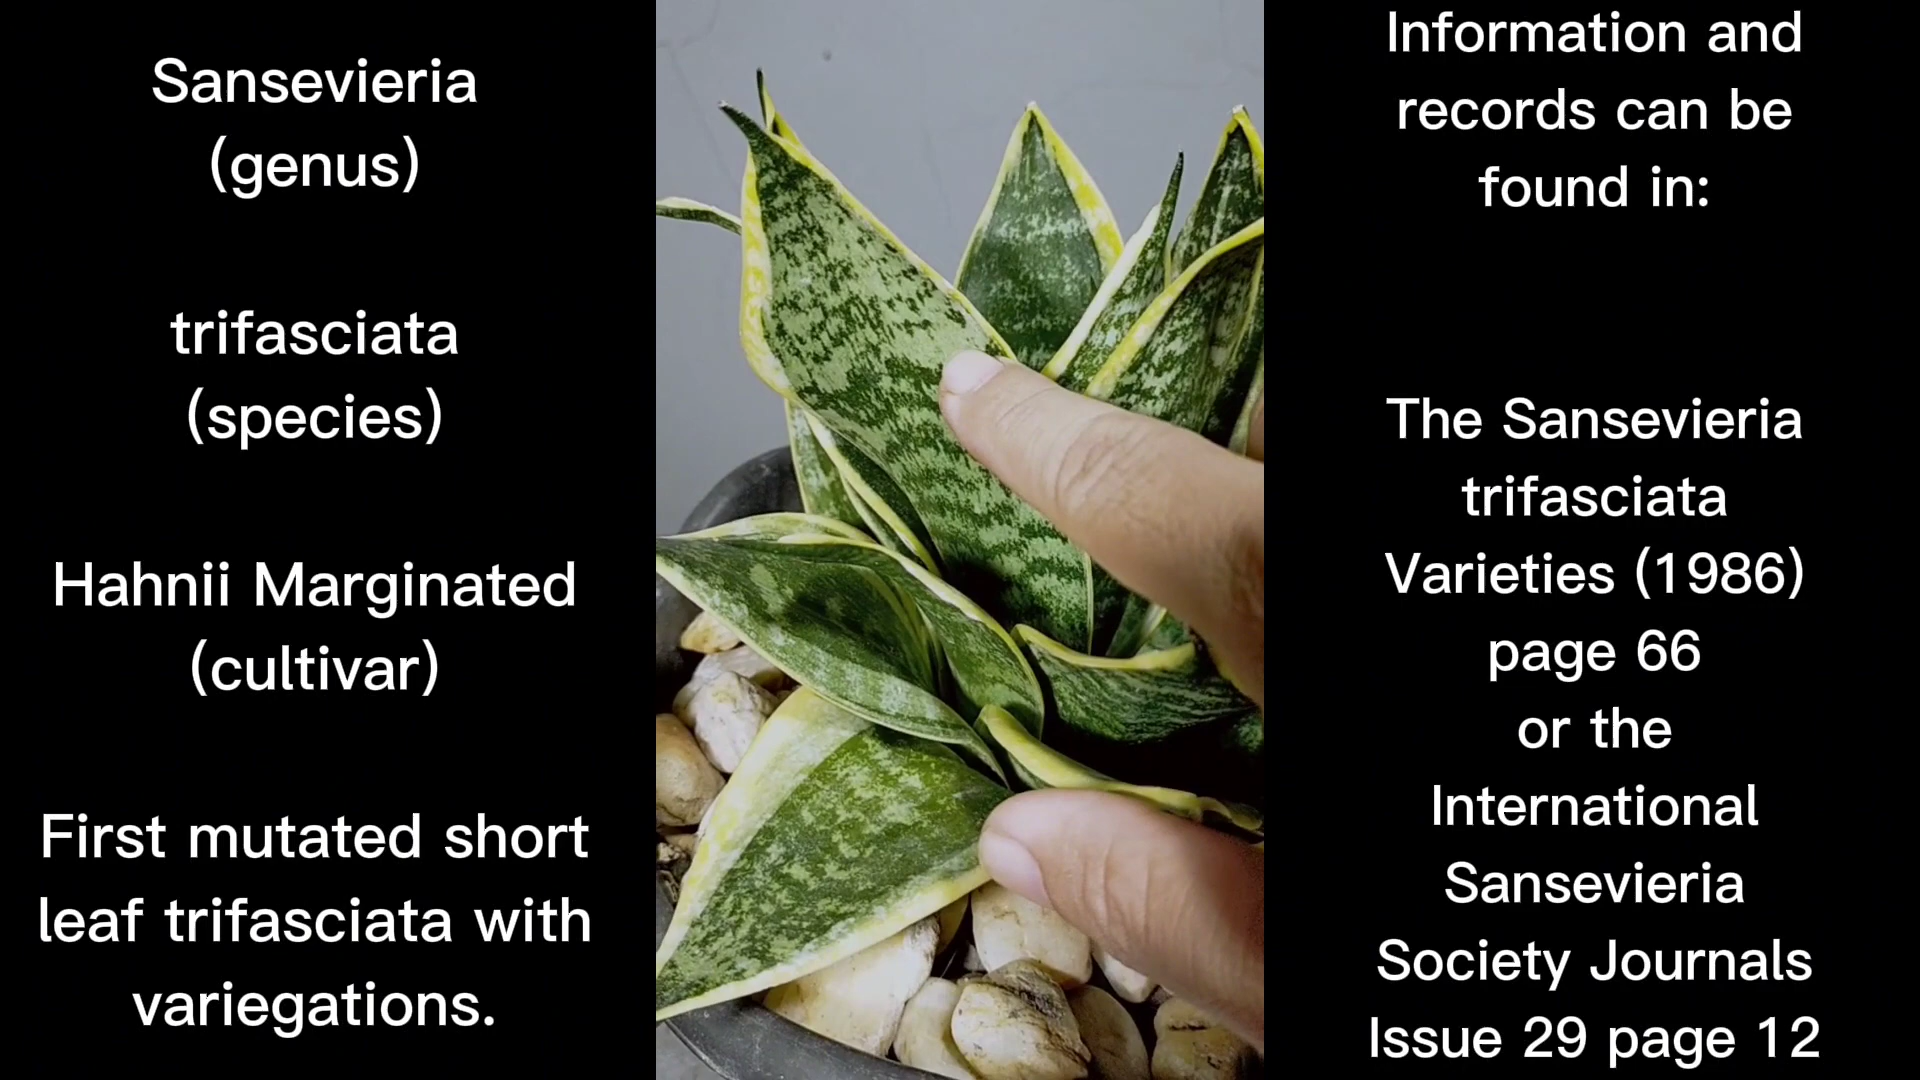 Sansevieria
(genus)
trifasciata
(species)
Hahnii Marginated
(cultivar)
First mutated short
leaf trifasciata with
variegations.
Information and
records can be
found in:
The Sansevieria
trifasciata
Varieties (1986)
page 66
or the
International
Sansevieria
Society Journals
Issue 29 page 12